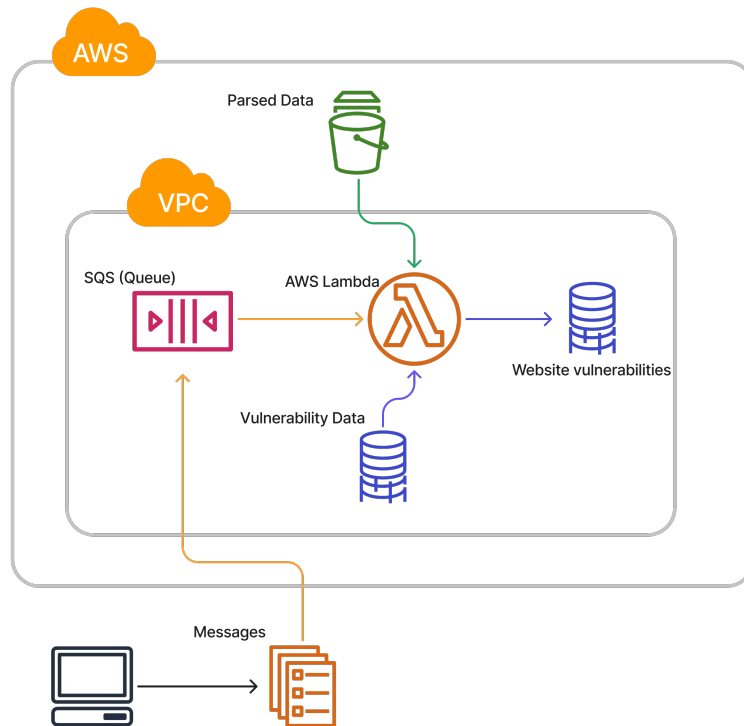 AWS
Parsed Data
VPC
SQS (Queue)
AWS Lambda
Website vulnerabilities
Vulnerability Data
Messages